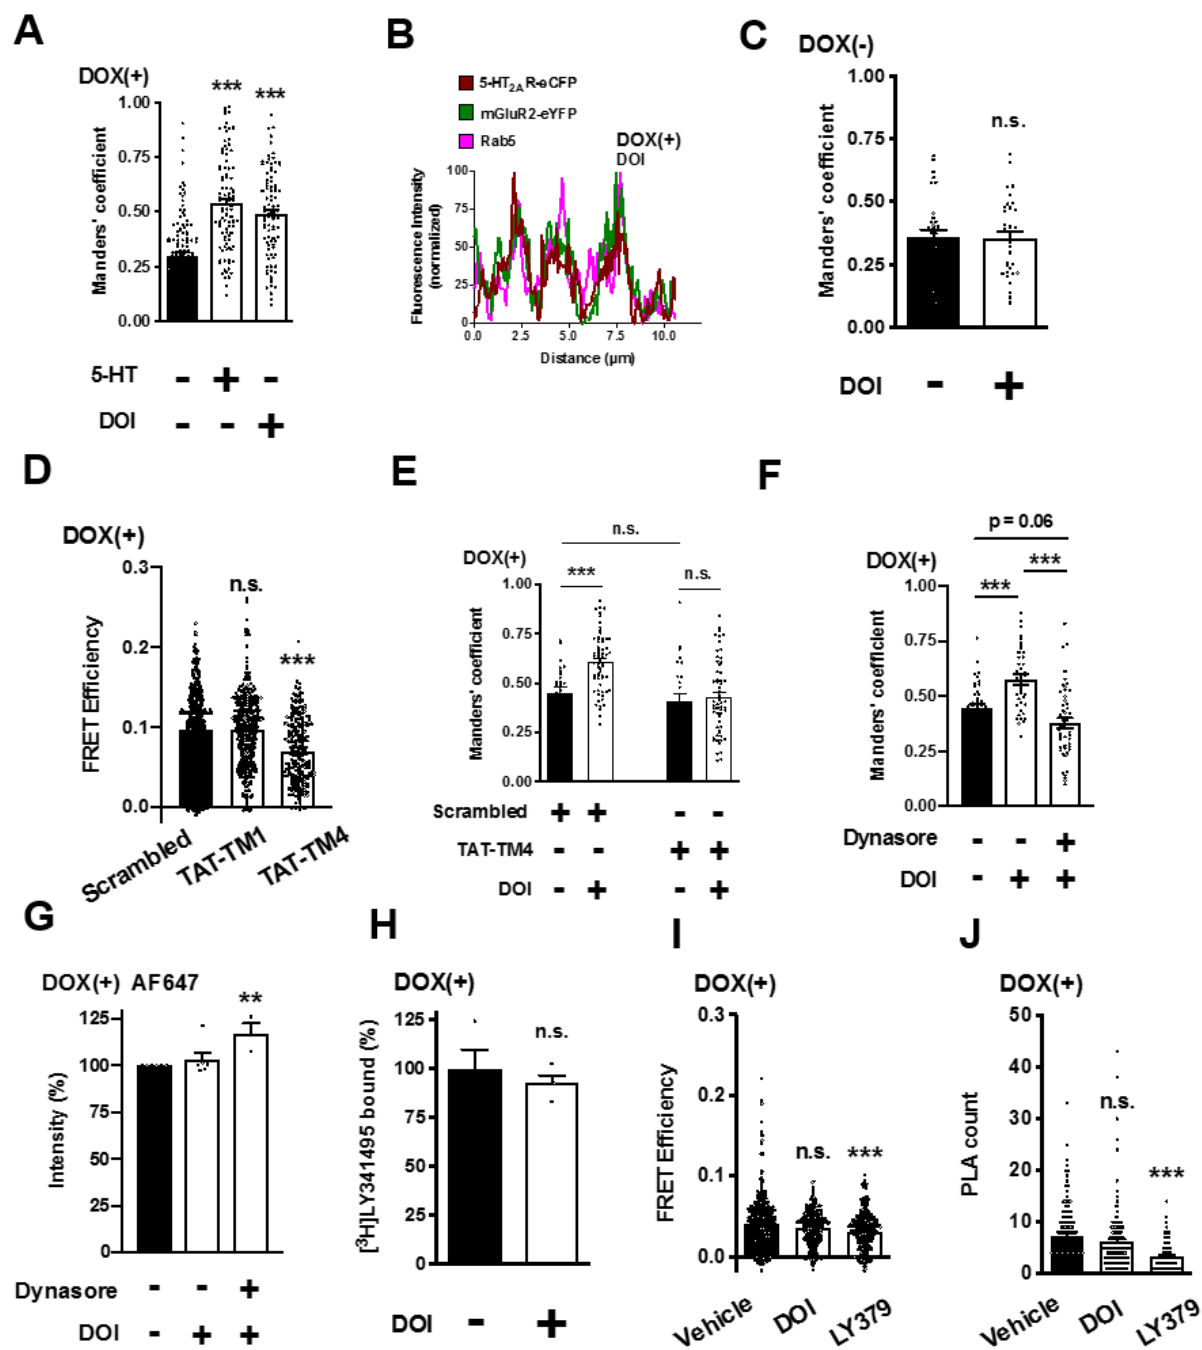 A
DOX(+)
Manders' coefficient
1.00
0.75
0.50
0.25
0.00
*** ***
5-HT - + -
DOI - - +
B
5-HT2A R-eCFP
mGluR2-eYFP
Rab5
DOX(+)
DOI
Fluorescence Intensity
(normalized)
100
75
50
25
0
0.0 2.5 5.0 7.5 10.0
Distance (µm)
C
DOX(-)
Manders' coefficient
1.00
0.75
0.50
0.25
0.00
n.s.
DOI - +
D
DOX(+)
FRET Efficiency
0.3
0.2
0.1
0.0
n.s.
***
Scrambled TAT-TM1 TAT-TM4
E
n.s.
DOX(+)
*** n.s.
Manders' coefficient
1.00
0.75
0.50
0.25
0.00
Scrambled + + - -
TAT-TM4 - - + +
DOI - + - +
F
p = 0.06
DOX(+)
*** ***
Manders' coefficient
1.00
0.75
0.50
0.25
0.00
Dynasore - - +
DOI - + +
G
DOX(+) AF647
**
Intensity (%)
125
100
75
50
25
0
Dynasore - - +
DOI - + +
H
DOX(+)
[3H]LY341495 bound (%)
125
100
75
50
25
0
n.s.
DOI - +
I
DOX(+)
FRET Efficiency
0.3
0.2
0.1
0.0
n.s. ***
Vehicle DOI LY379
J
DOX(+)
PLA count
50
40
30
20
10
0
n.s.
***
Vehicle DOI LY379